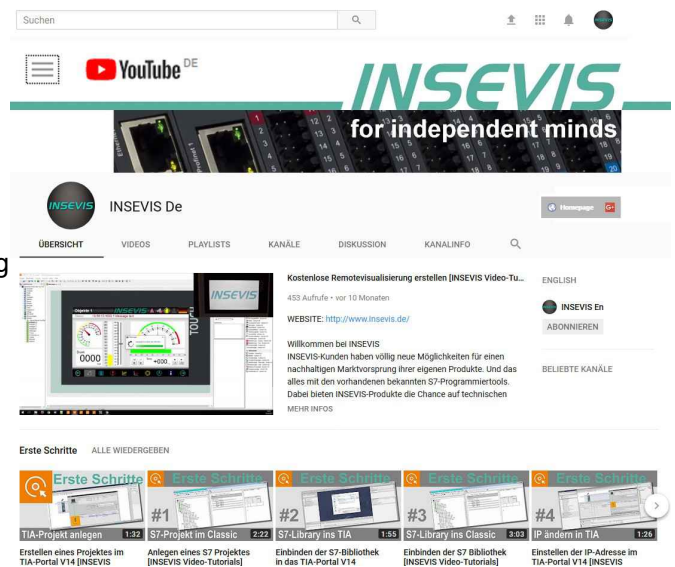 Suchen
YouTube DE
INSEVIS
for independent minds
INSEVIS
INSEVIS De
Homepage G+
ÜBERSICHT VIDEOS PLAYLISTS KANÄLE DISKUSSION KANALINFO
g
INSEVIS
INSEVIS
0000
Kostenlose Remotevisualisierung erstellen [INSEVIS Video-Tu...
453 Aufrufe • vor 10 Monaten
WEBSITE: http://www.insevis.de/
Willkommen bei INSEVIS
INSEVIS-Kunden haben völlig neue Möglichkeiten für einen
nachhaltigen Marktvorsprung ihrer eigenen Produkte. Und das
alles mit den vorhandenen bekannten S7-Programmiertools.
Dabei bieten INSEVIS-Produkte die Chance auf technischen
MEHR INFOS
ENGLISH
INSEVIS En
ABONNIEREN
BELIEBTE KANÄLE
Erste Schritte ALLE WIEDERGEBEN
Erste Schritte
TIA-Projekt anlegen 1:32
Erstellen eines Projektes im
TIA-Portal V14 [INSEVIS
Erste Schritte
#1
S7-Projekt im Classic 2:22
Anlegen eines S7 Projektes
[INSEVIS Video-Tutorials]
Erste Schritte
#2
S7-Library ins TIA 1:55
Einbinden der S7-Bibliothek
in das TIA-Portal V14
Erste Schritte
#3
S7-Library ins Classic 3:03
Einbinden der S7 Bibliothek
[INSEVIS Video-Tutorials]
Erste Schritte
#4
IP ändern in TIA 1:26
Einstellen der IP-Adresse im
TIA-Portal V14 [INSEVIS